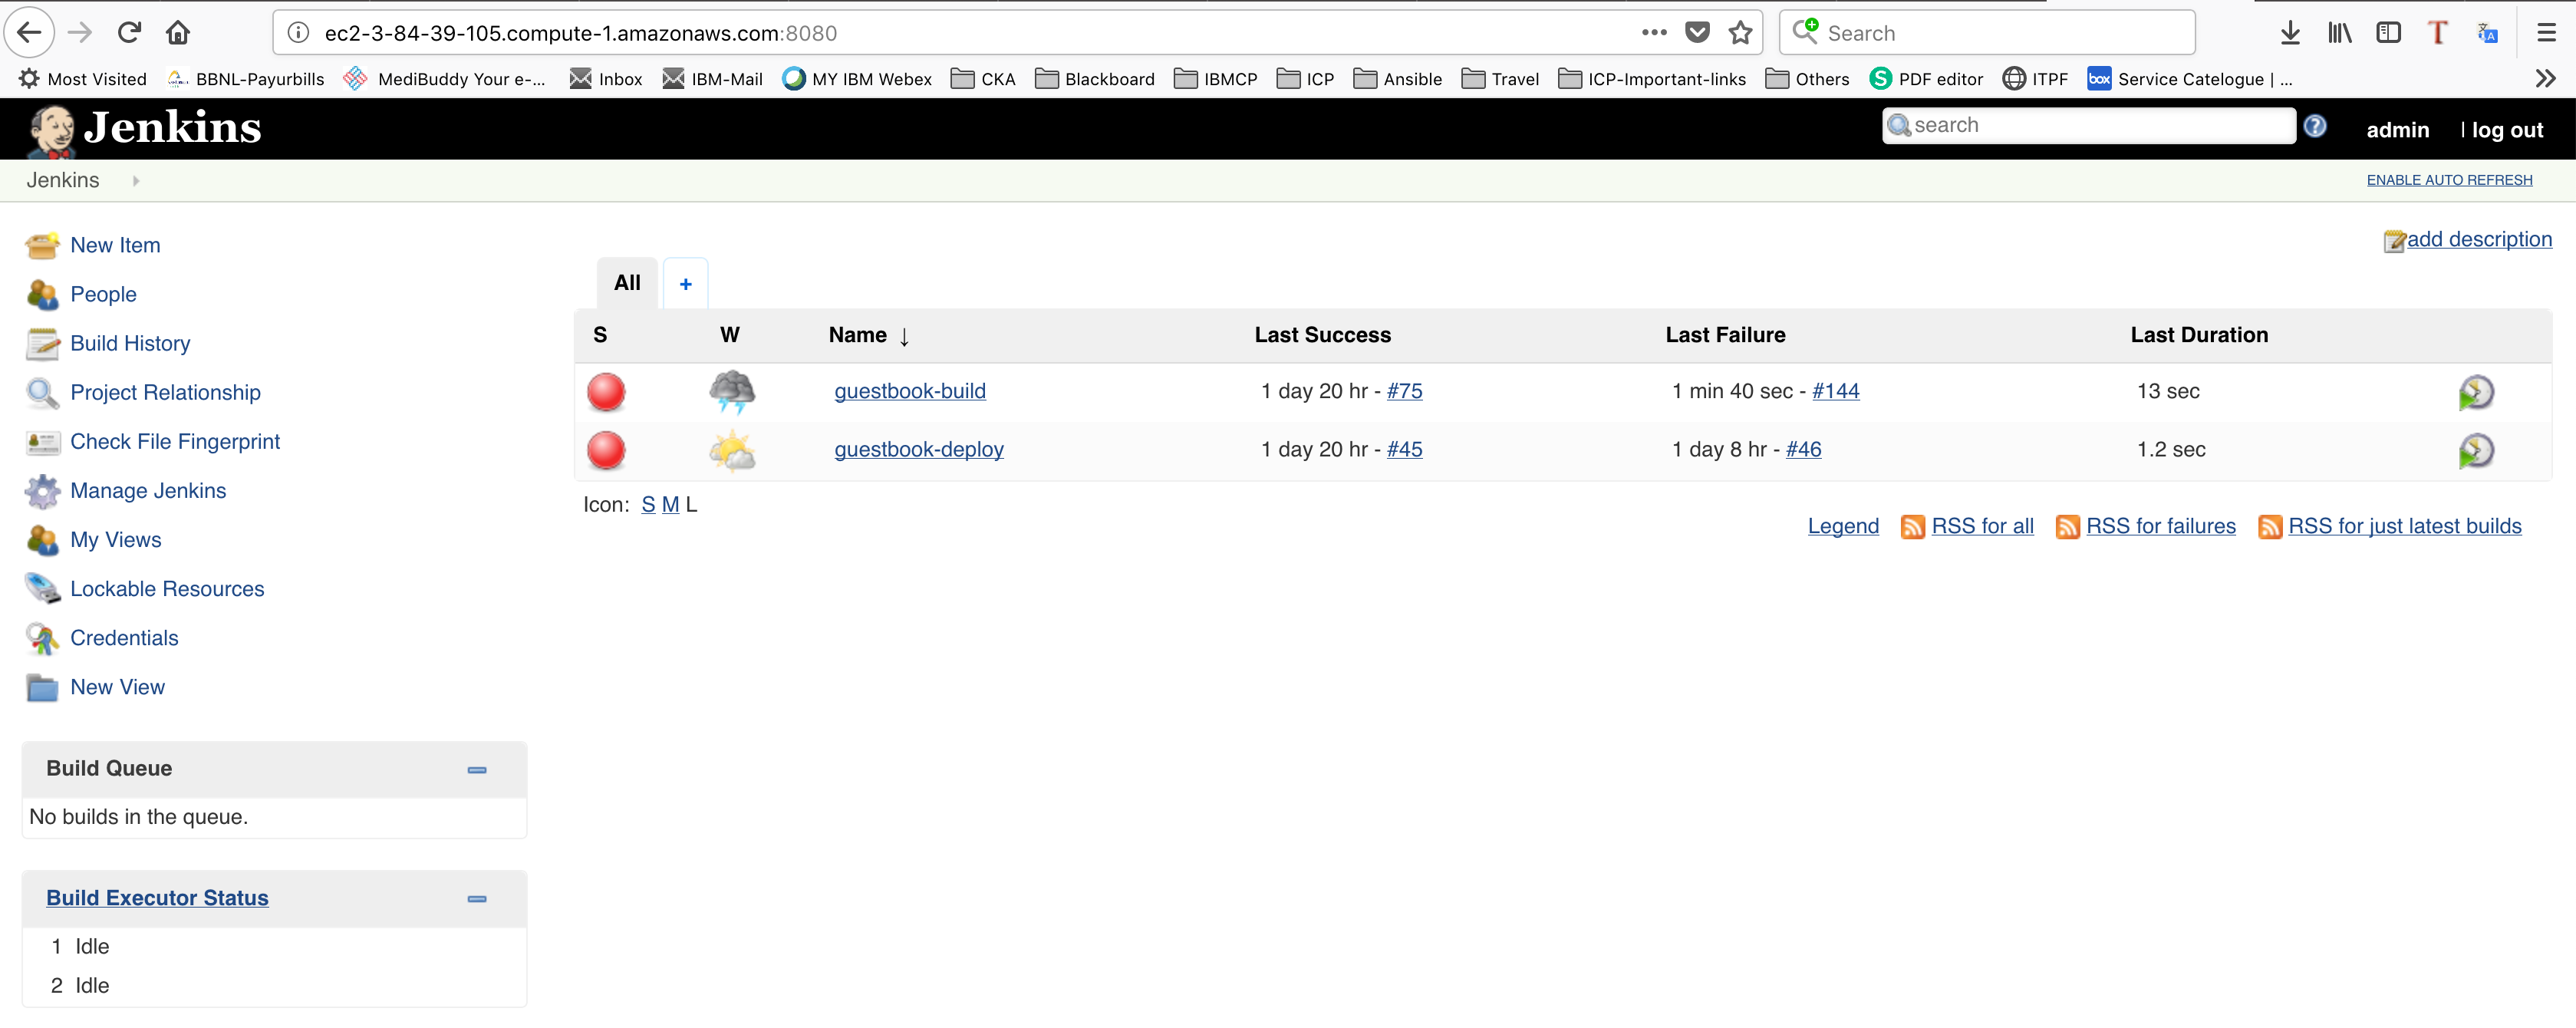 ec2-3-84-39-105.compute-1.amazonaws.com:8080 Search
Most Visited BBNL-Payurbills MediBuddy Your e-... Inbox IBM-Mail MY IBM Webex CKA Blackboard IBMCP ICP Ansible Travel ICP-Important-links Others PDF editor ITPF Service Catelogue | ...
Jenkins search admin | log out
Jenkins ENABLE AUTO REFRESH
New Item
People
Build History
Project Relationship
Check File Fingerprint
Manage Jenkins
My Views
Lockable Resources
Credentials
New View
Build Queue
No builds in the queue.
Build Executor Status
1 Idle
2 Idle
add description
All +
S W Name ↓ Last Success Last Failure Last Duration
guestbook-build 1 day 20 hr - #75 1 min 40 sec - #144 13 sec
guestbook-deploy 1 day 20 hr - #45 1 day 8 hr - #46 1.2 sec
Icon: S M L
Legend RSS for all RSS for failures RSS for just latest builds